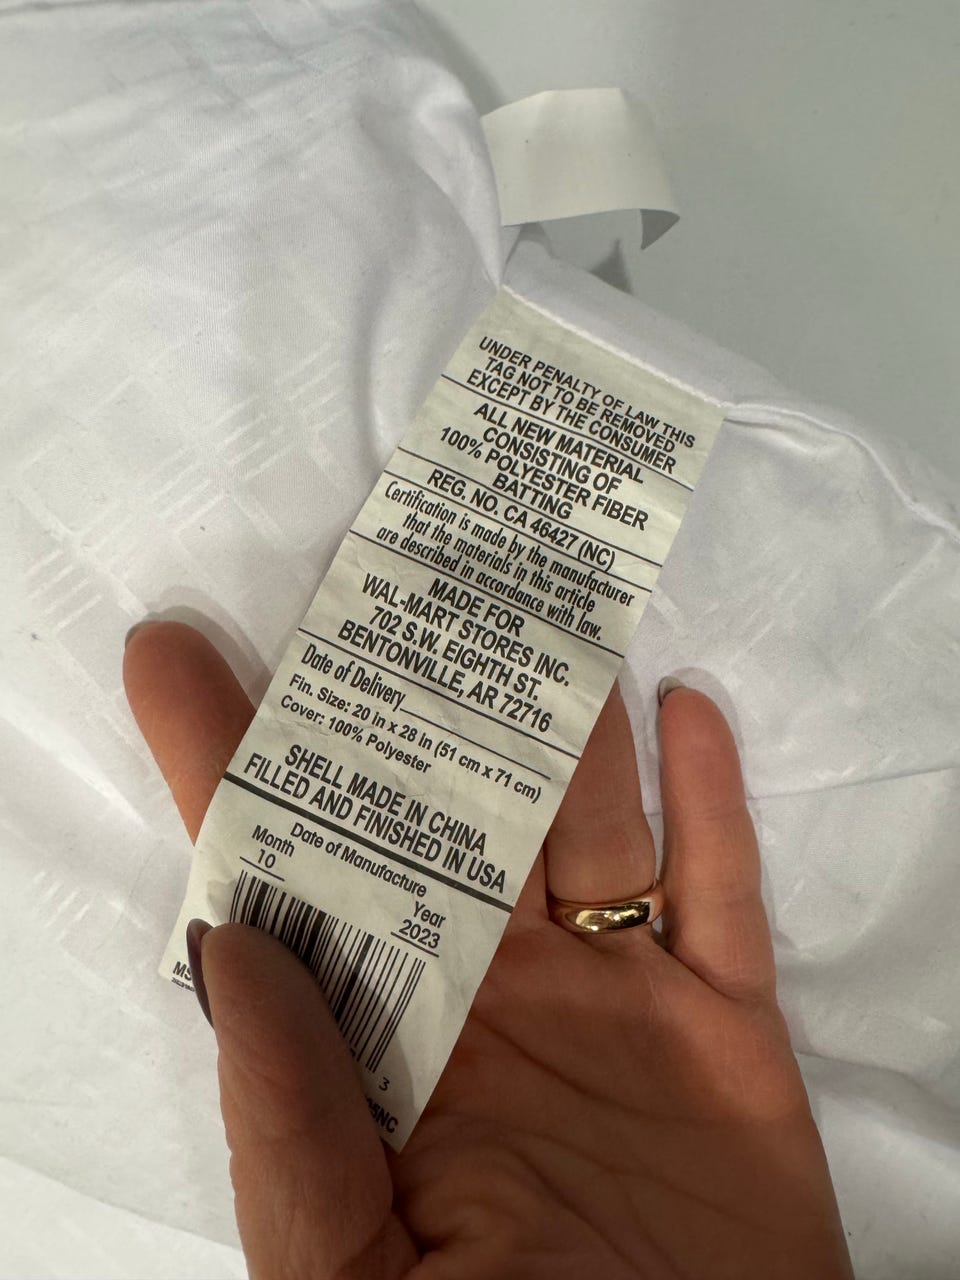 UNDER PENALTY OF LAW THIS
TAG NOT TO BE REMOVED
EXCEPT BY THE CONSUMER
ALL NEW MATERIAL
CONSISTING OF
100% POLYESTER FIBER
BATTING
REG. NO. CA 46427 (NC)
Certification is made by the manufacturer
that the materials in this article
are described in accordance with law.
MADE FOR
WAL-MART STORES INC.
702 S.W. EIGHTH ST.
BENTONVILLE, AR 72716
Date of Delivery
Fin. Size: 20 in x 28 in (51 cm x 71 cm)
Cover: 100% Polyester
SHELL MADE IN CHINA
FILLED AND FINISHED IN USA
Date of Manufacture
Month Year
10 2023
3